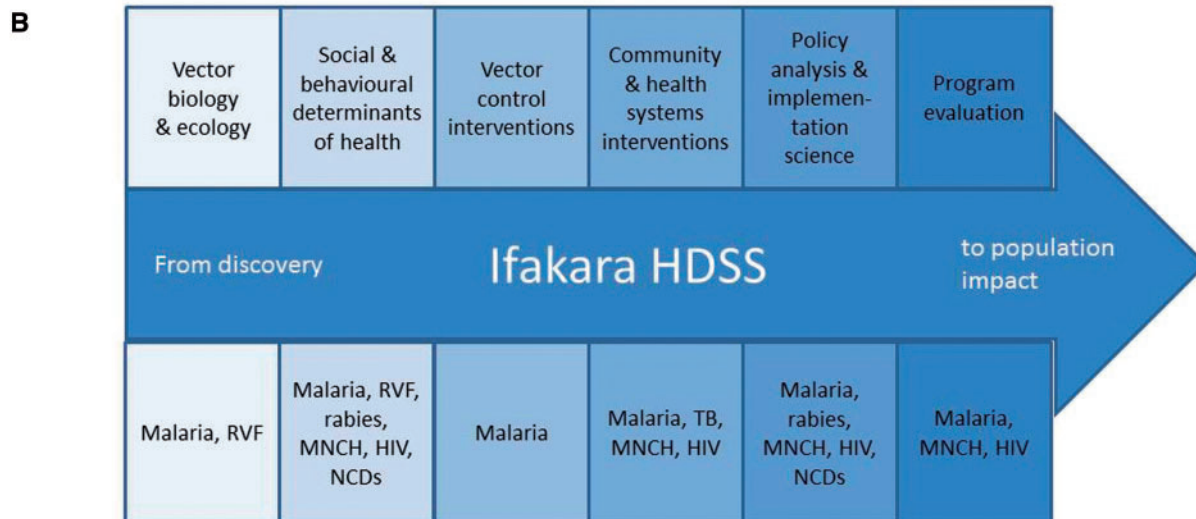 B
Vector
biology
& ecology
Social &
behavioural
determinants
of health
Vector
control
interventions
Community
& health
systems
interventions
Policy
analysis &
implemen-
tation
science
Program
evaluation
From discovery
Ifakara HDSS
to population
impact
Malaria, RVF
Malaria, RVF,
rabies,
MNCH, HIV,
NCDs
Malaria
Malaria, TB,
MNCH, HIV
Malaria,
rabies,
MNCH, HIV,
NCDs
Malaria,
MNCH, HIV